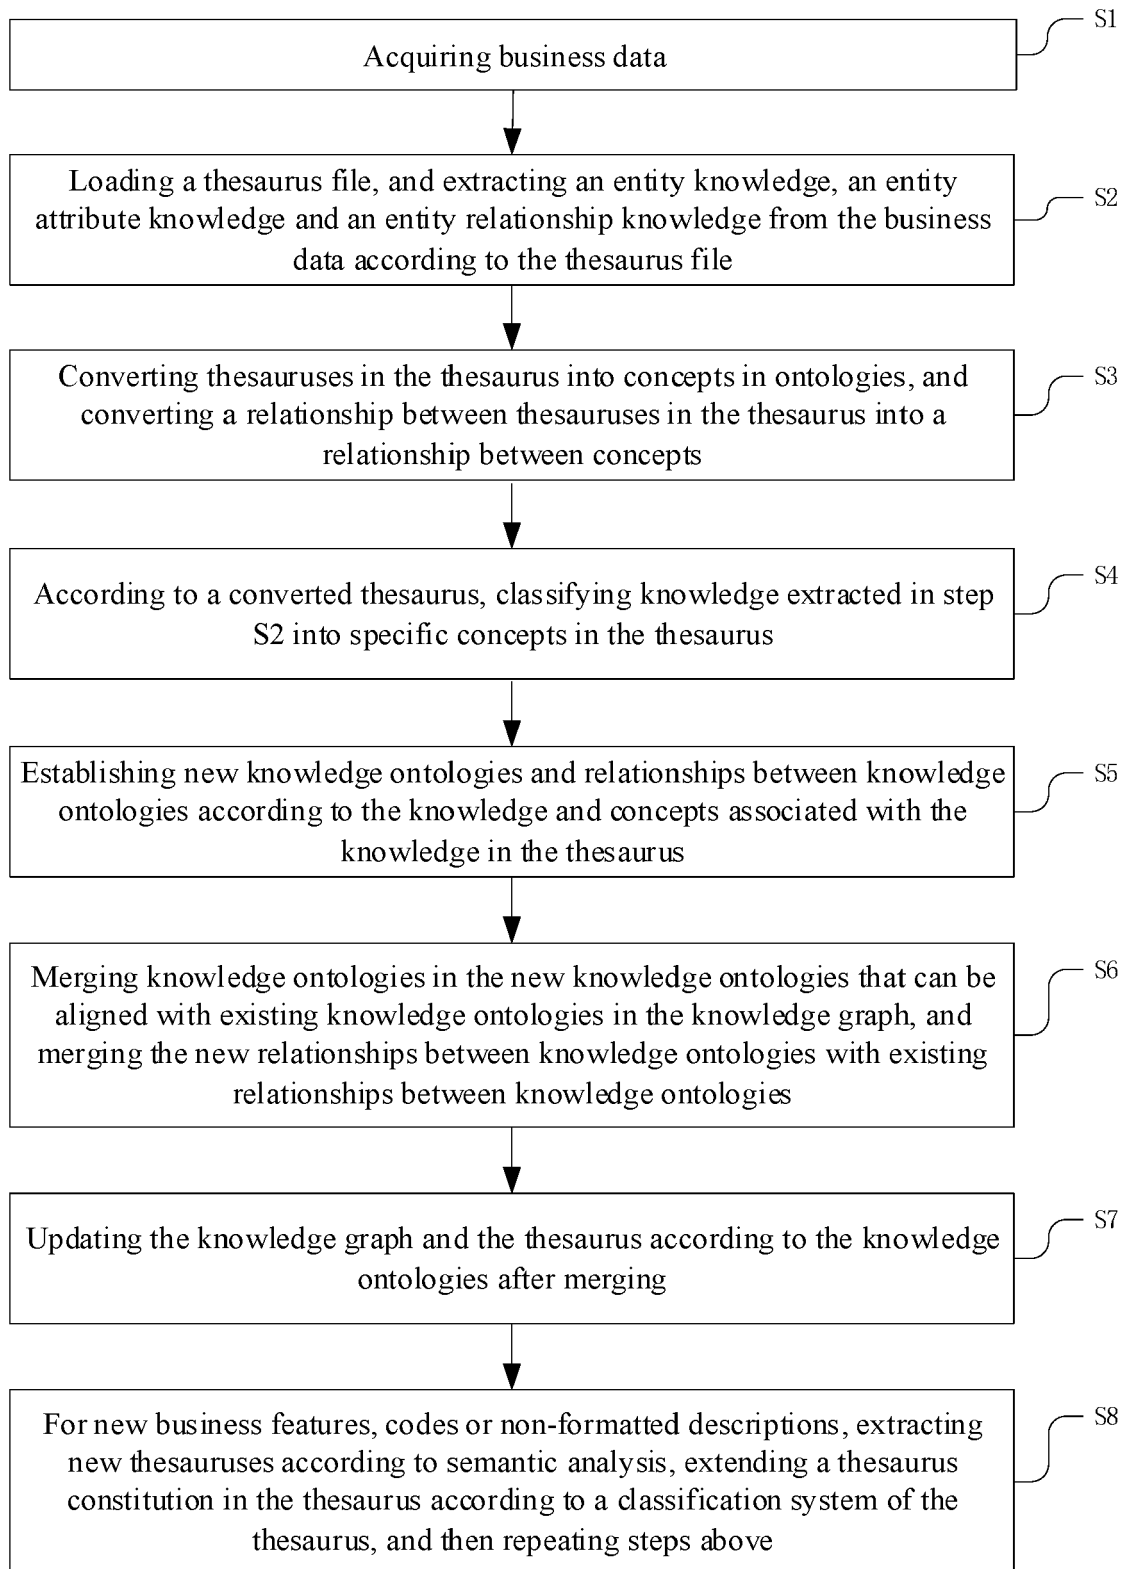 S1
Acquiring business data
Loading a thesaurus file, and extracting an entity knowledge, an entity
attribute knowledge and an entity relationship knowledge from the business
data according to the thesaurus file
S2
Converting thesauruses in the thesaurus into concepts in ontologies, and
converting a relationship between thesauruses in the thesaurus into a
relationship between concepts
S3
According to a converted thesaurus, classifying knowledge extracted in step
S2 into specific concepts in the thesaurus
S4
Establishing new knowledge ontologies and relationships between knowledge
ontologies according to the knowledge and concepts associated with the
knowledge in the thesaurus
S5
Merging knowledge ontologies in the new knowledge ontologies that can be
aligned with existing knowledge ontologies in the knowledge graph, and
merging the new relationships between knowledge ontologies with existing
relationships between knowledge ontologies
S6
Updating the knowledge graph and the thesaurus according to the knowledge
ontologies after merging
S7
For new business features, codes or non-formatted descriptions, extracting
new thesauruses according to semantic analysis, extending a thesaurus
constitution in the thesaurus according to a classification system of the
thesaurus, and then repeating steps above
S8